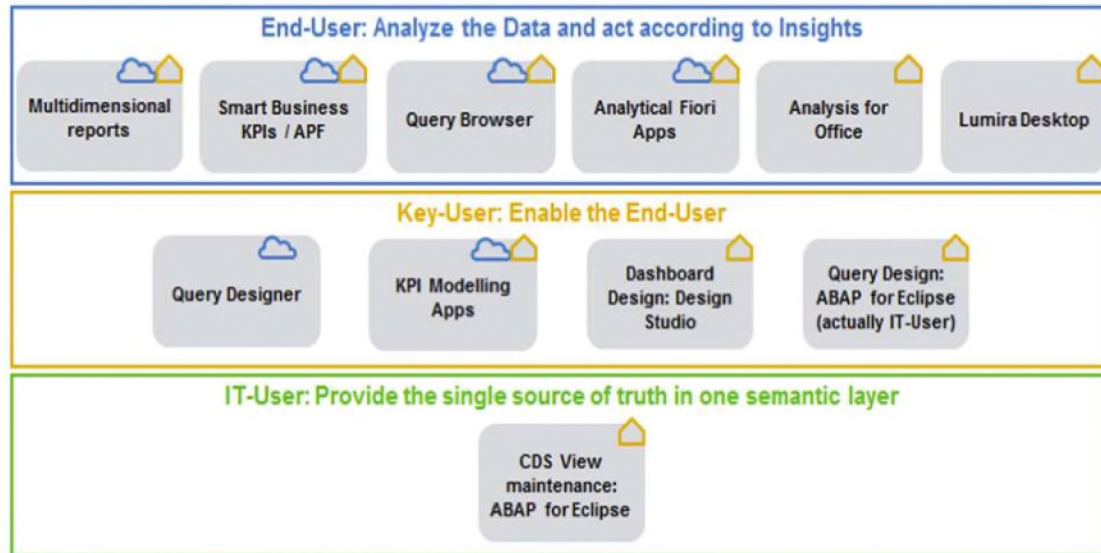 End-User: Analyze the Data and act according to Insights
Multidimensional
reports
Smart Business
KPIs / APF
Query Browser
Analytical Fiori
Apps
Analysis for
Office
Lumira Desktop
Key-User: Enable the End-User
Query Designer
KPI Modelling
Apps
Dashboard
Design: Design
Studio
Query Design:
ABAP for Eclipse
(actually IT-User)
IT-User: Provide the single source of truth in one semantic layer
CDS View
maintenance:
ABAP for Eclipse